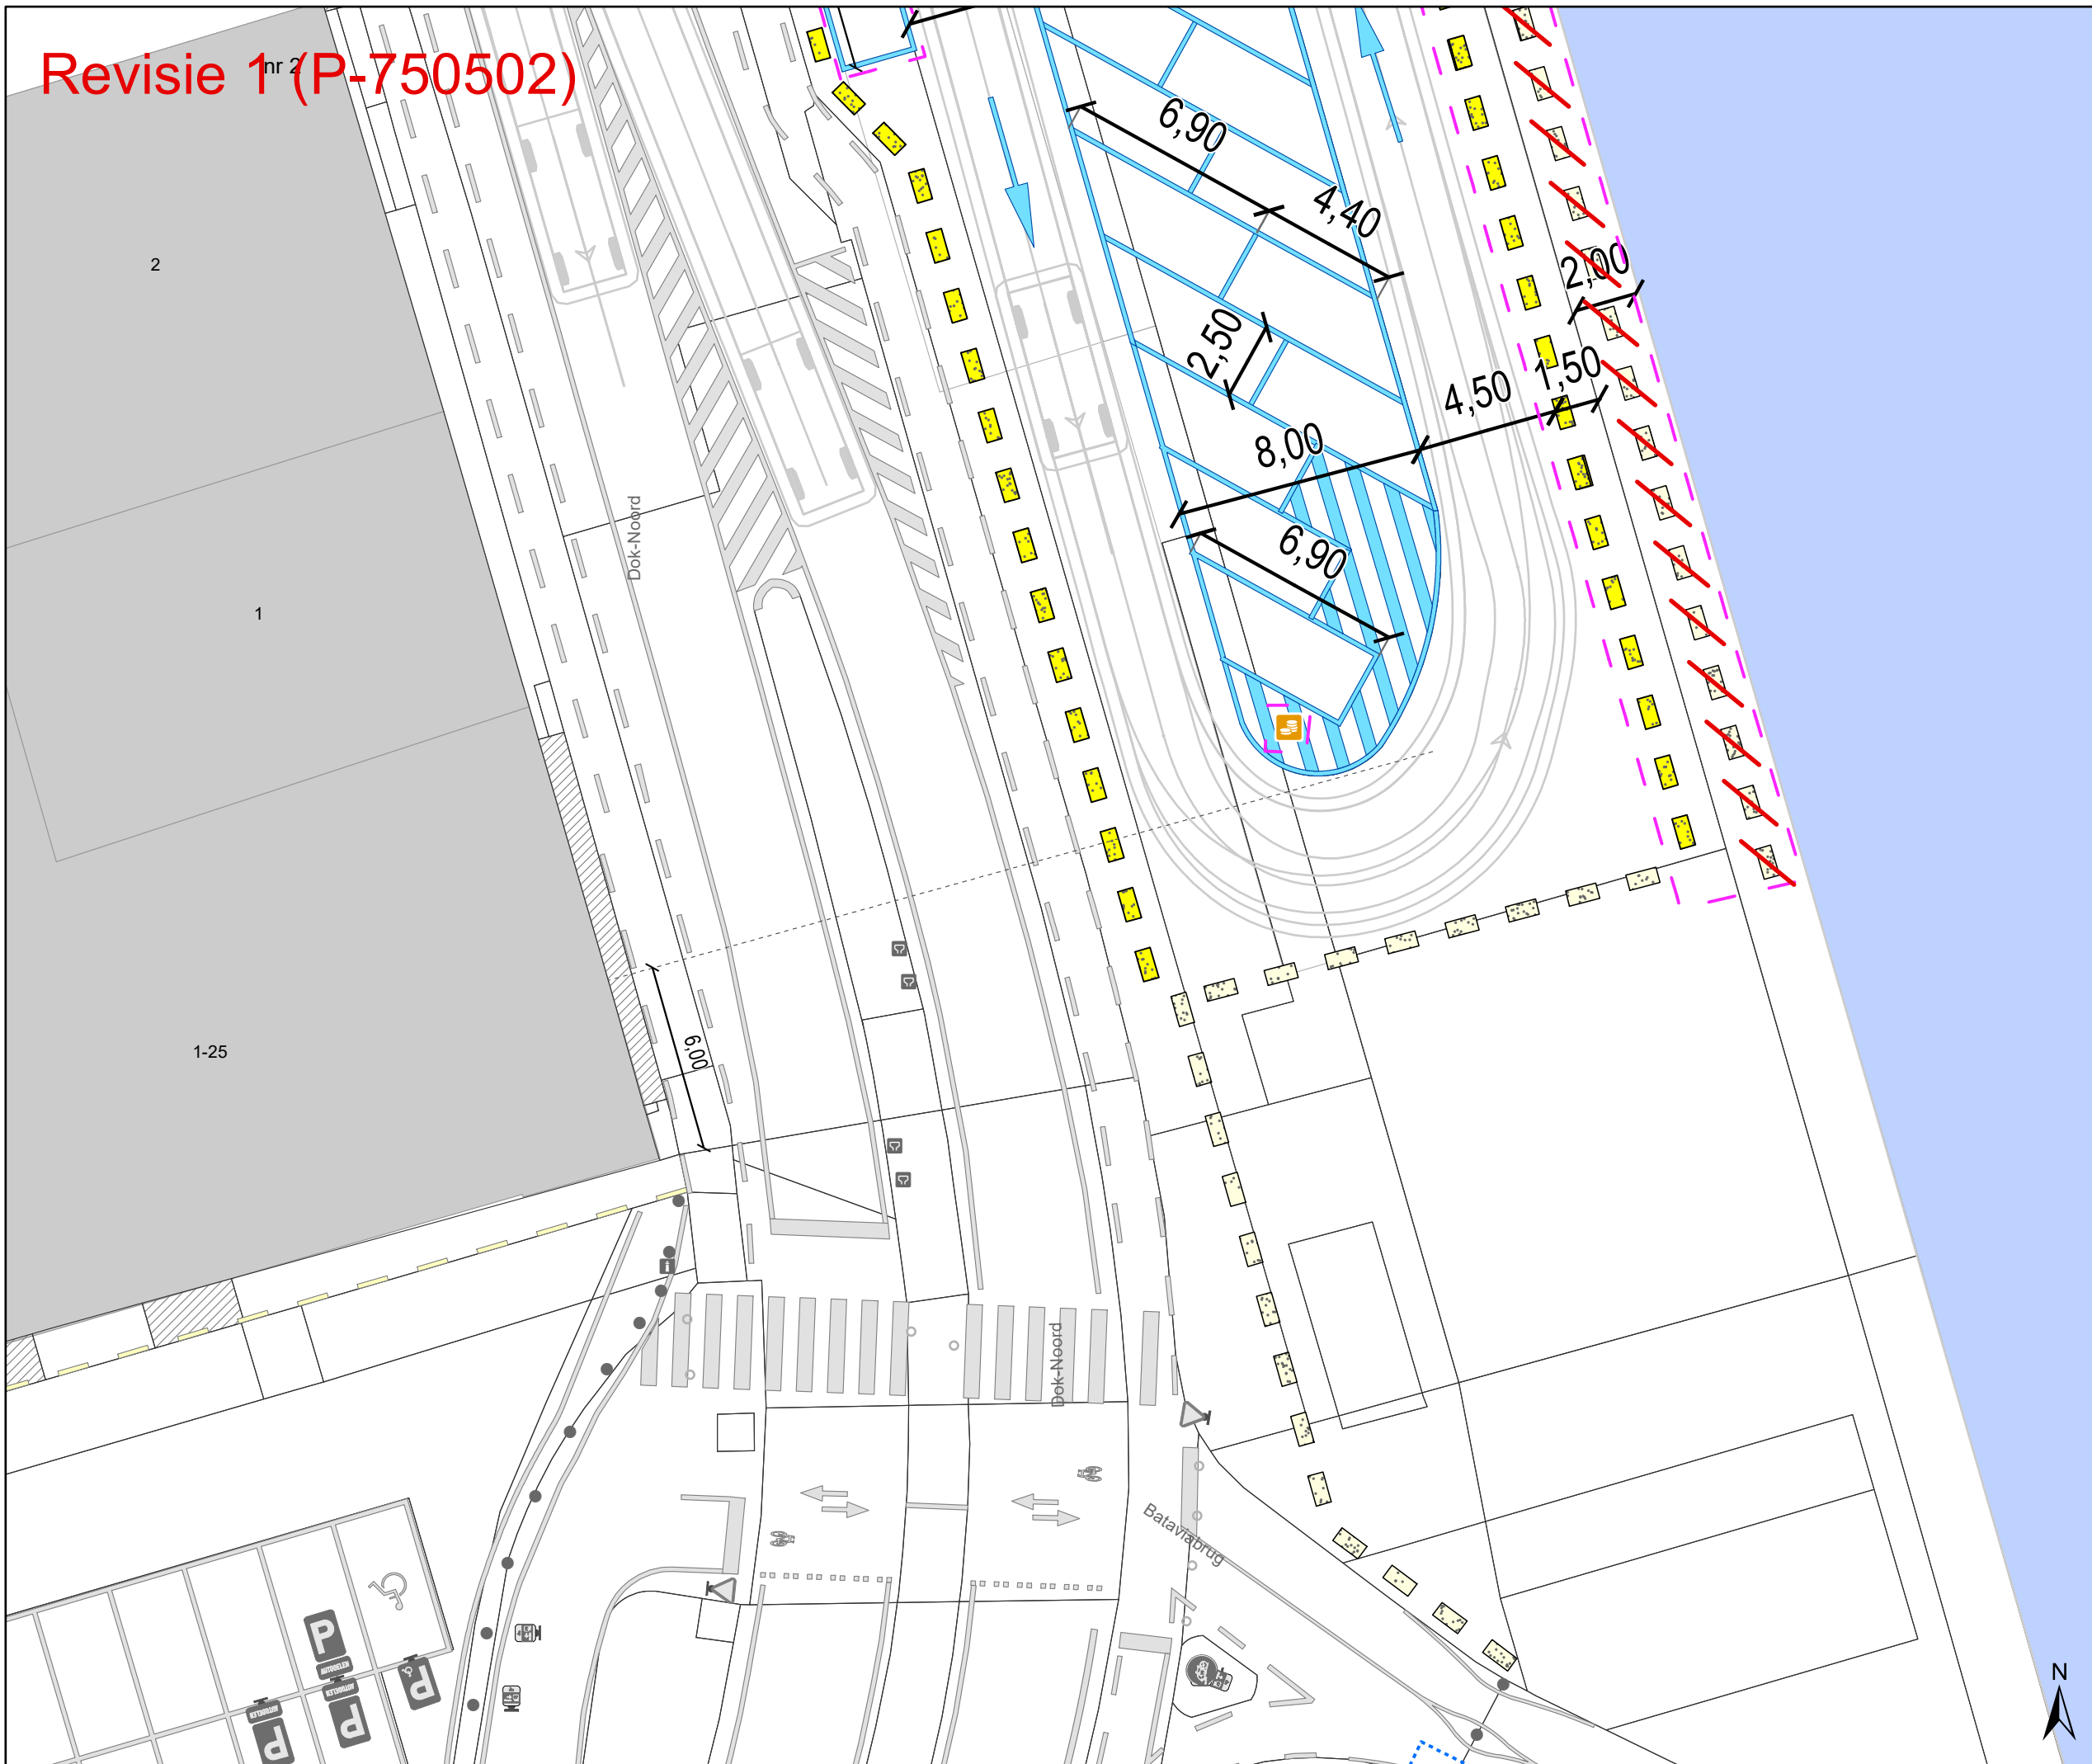 Revisie 1 (P-750502)
nr 2
6,90
4,40
2
2,00
2,50
1,50
4,50
8,00
Dok-Noord
6,90
1
6,00
1-25
Dok-Noord
Bataviabrug
P
P
P
P
N